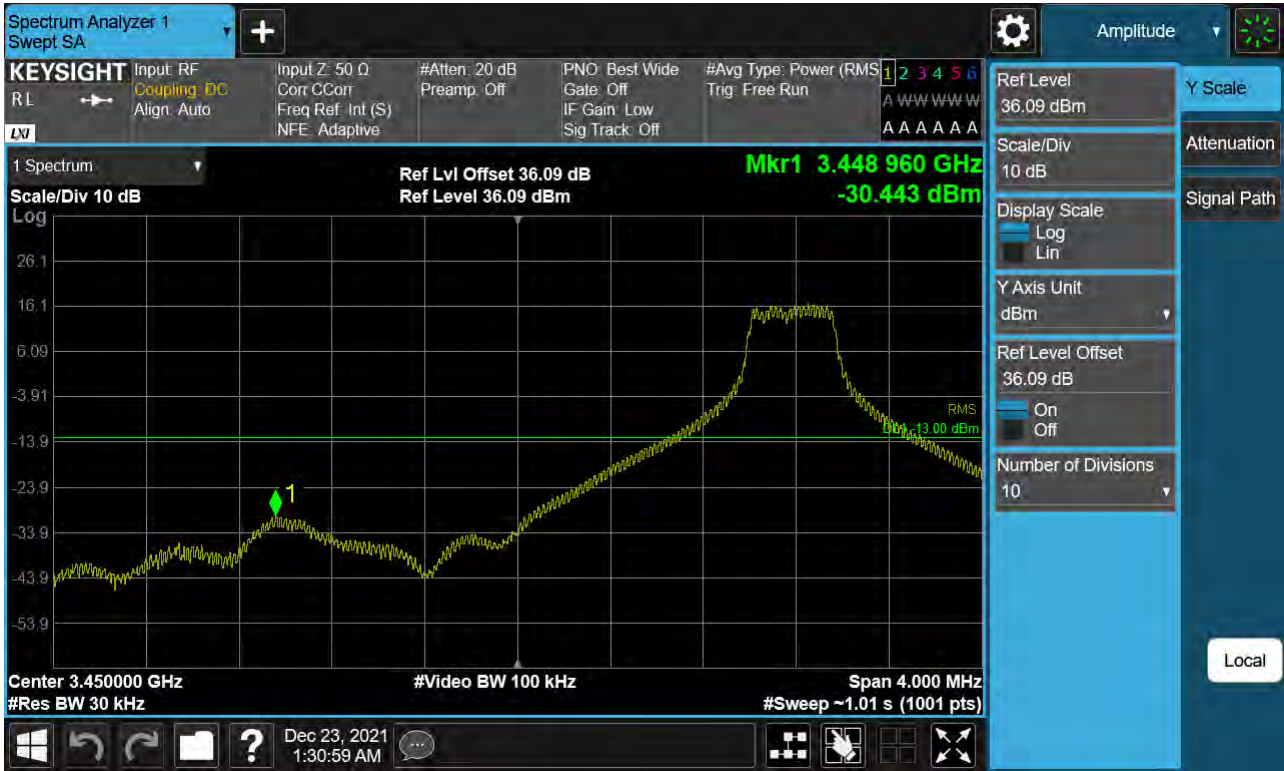 Spectrum Analyzer 1
Swept SA
Amplitude
KEYSIGHT
RL
LXI
Input: RF
Coupling: DC
Align: Auto
Input Z: 50 Ω
Corr CCorr
Freq Ref: Int (S)
NFE: Adaptive
#Atten: 20 dB
Preamp: Off
PNO: Best Wide
Gate: Off
IF Gain: Low
Sig Track: Off
#Avg Type: Power (RMS
Trig: Free Run
1 2 3 4 5 6
A W W W W W
A A A A A A
1 Spectrum
Scale/Div 10 dB
Log
Ref Lvl Offset 36.09 dB
Ref Level 36.09 dBm
Mkr1 3.448 960 GHz
-30.443 dBm
26.1
16.1
6.09
-3.91
-13.9
-23.9
-33.9
-43.9
-53.9
1
RMS
DL1 -13.00 dBm
Center 3.450000 GHz
#Video BW 100 kHz
Span 4.000 MHz
#Res BW 30 kHz
#Sweep ~1.01 s (1001 pts)
Ref Level
36.09 dBm
Scale/Div
10 dB
Display Scale
Log
Lin
Y Axis Unit
dBm
Ref Level Offset
36.09 dB
On
Off
Number of Divisions
10
Y Scale
Attenuation
Signal Path
Local
?
Dec 23, 2021
1:30:59 AM